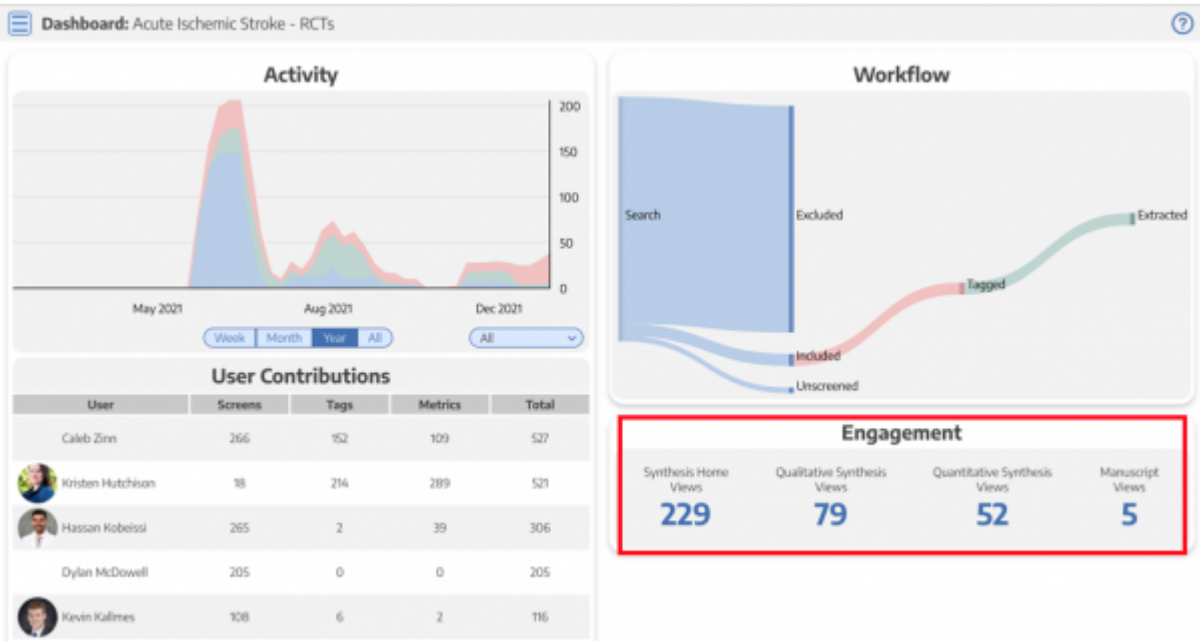 Dashboard: Acute Ischemic Stroke - RCTs
?
Activity
200
150
100
50
0
May 2021 Aug 2021 Dec 2021
Week Month Year All All
User Contributions
User Screens Tags Metrics Total
Caleb Zinn 266 152 109 527
Kristen Hutchison 18 214 289 521
Hassan Kobeissi 265 2 39 306
Dylan McDowell 205 0 0 205
Kevin Kallmes 108 6 2 116
Workflow
Search Excluded Extracted
Tagged
Included
Unscreened
Engagement
Synthesis Home Qualitative Synthesis Quantitative Synthesis Manuscript
Views Views Views Views
229 79 52 5